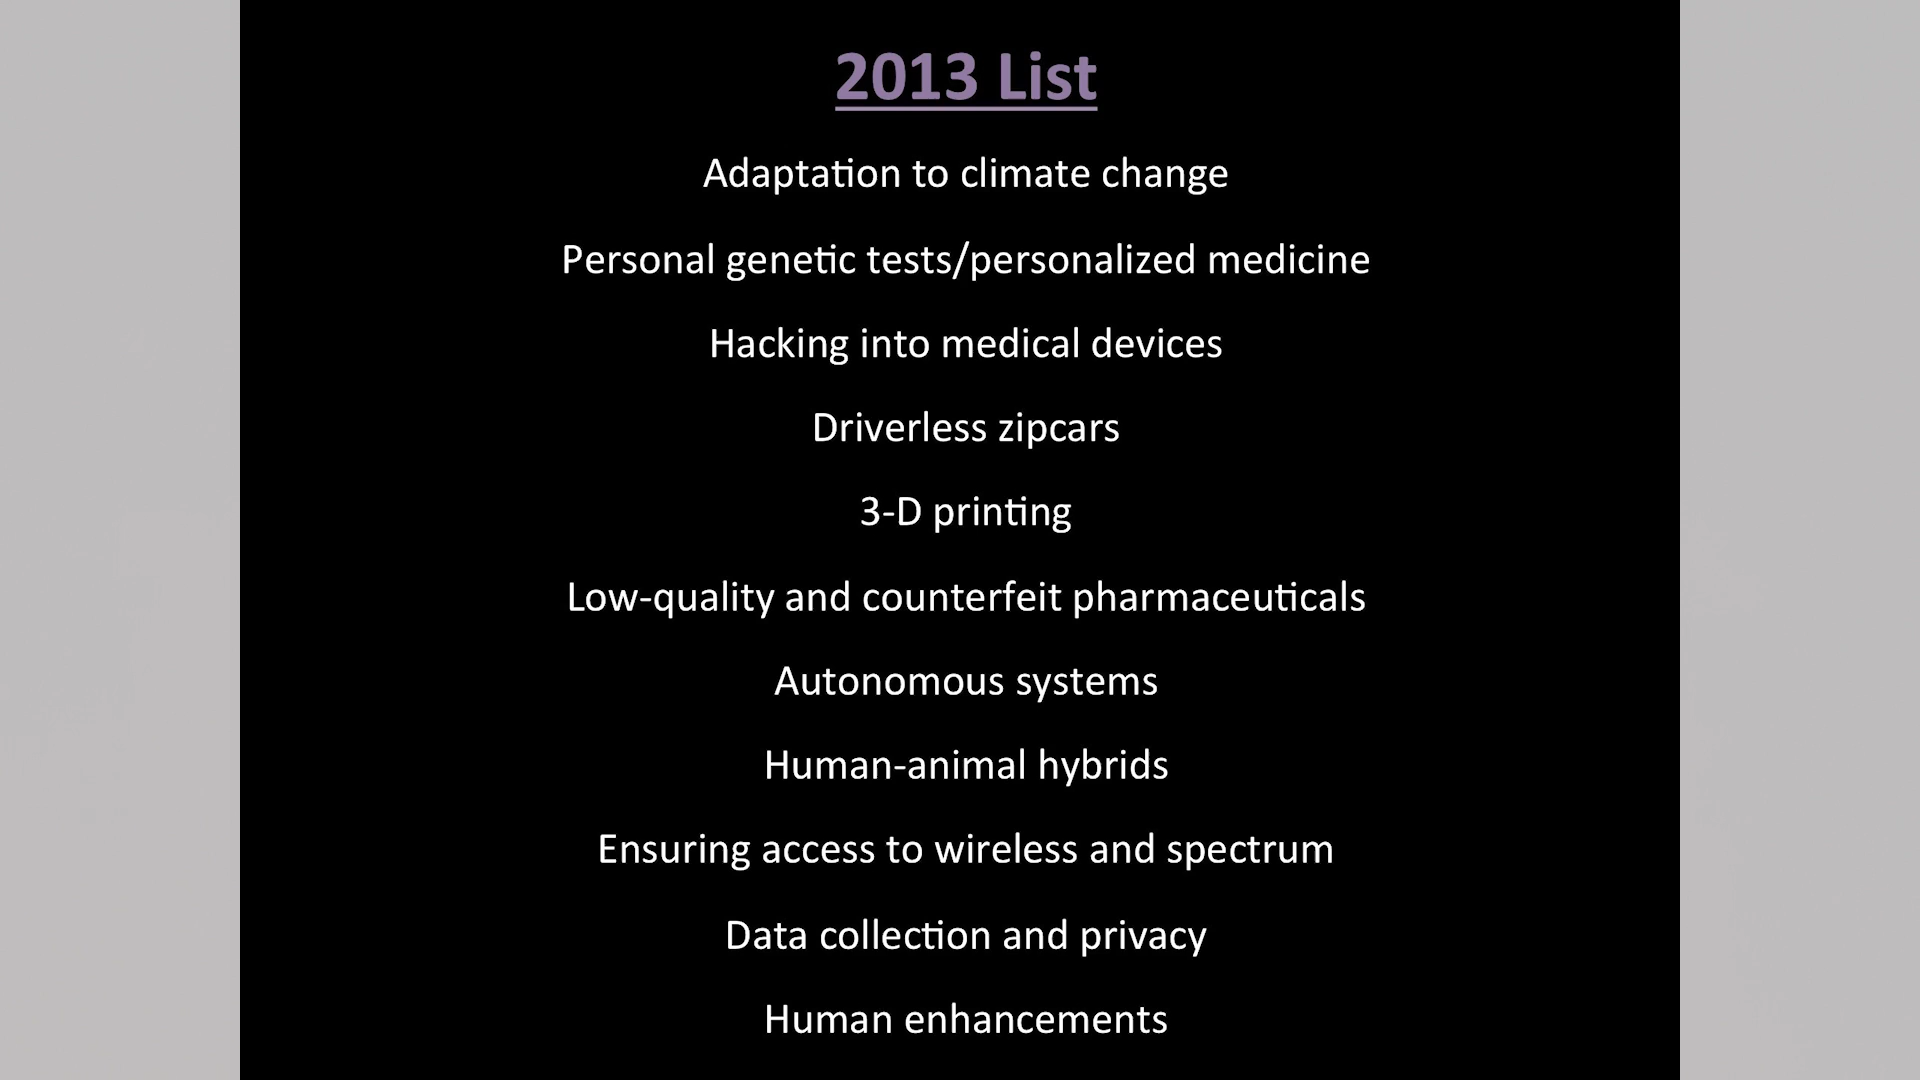 2013 List
Adaptation to climate change
Personal genetic tests/personalized medicine
Hacking into medical devices
Driverless zipcars
3-D printing
Low-quality and counterfeit pharmaceuticals
Autonomous systems
Human-animal hybrids
Ensuring access to wireless and spectrum
Data collection and privacy
Human enhancements